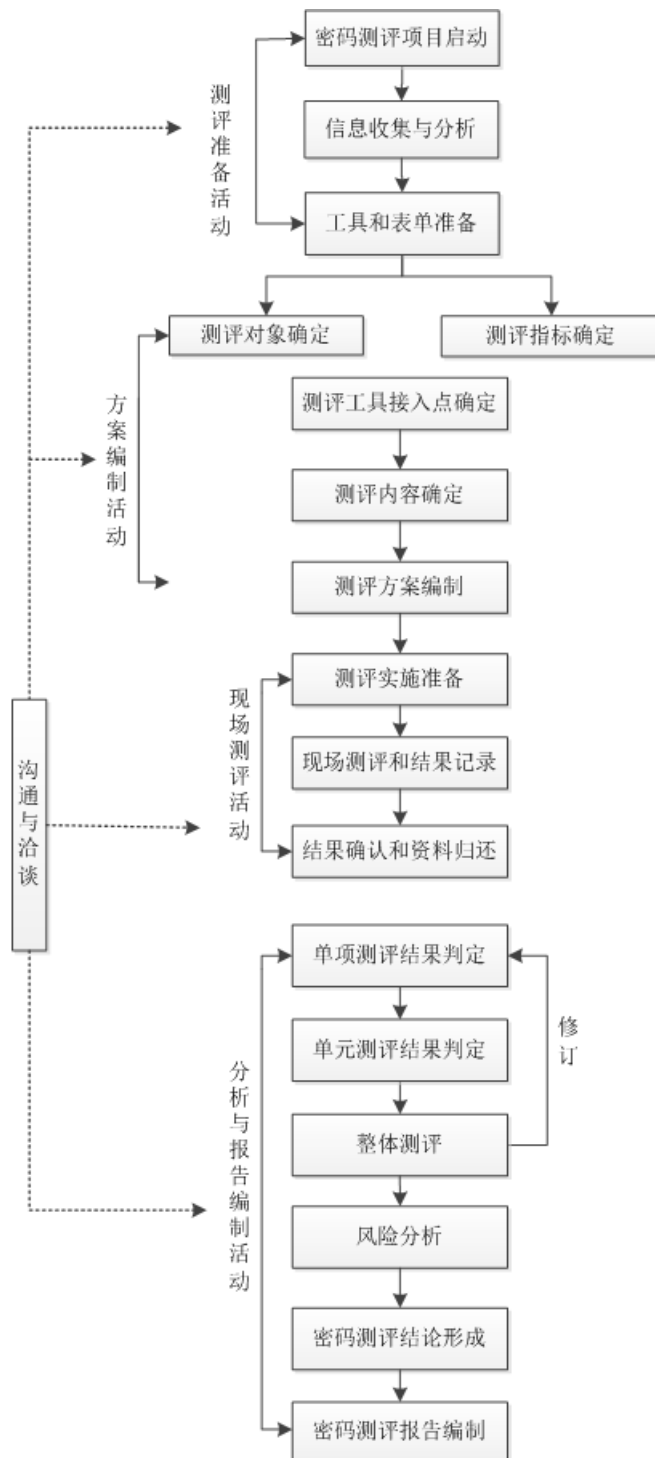 密码测评项目启动
测评准备活动
信息收集与分析
工具和表单准备
测评对象确定
测评指标确定
方案编制活动
测评工具接入点确定
测评内容确定
测评方案编制
沟通与洽谈
现场测评活动
测评实施准备
现场测评和结果记录
结果确认和资料归还
分析与报告编制活动
单项测评结果判定
修订
单元测评结果判定
整体测评
风险分析
密码测评结论形成
密码测评报告编制